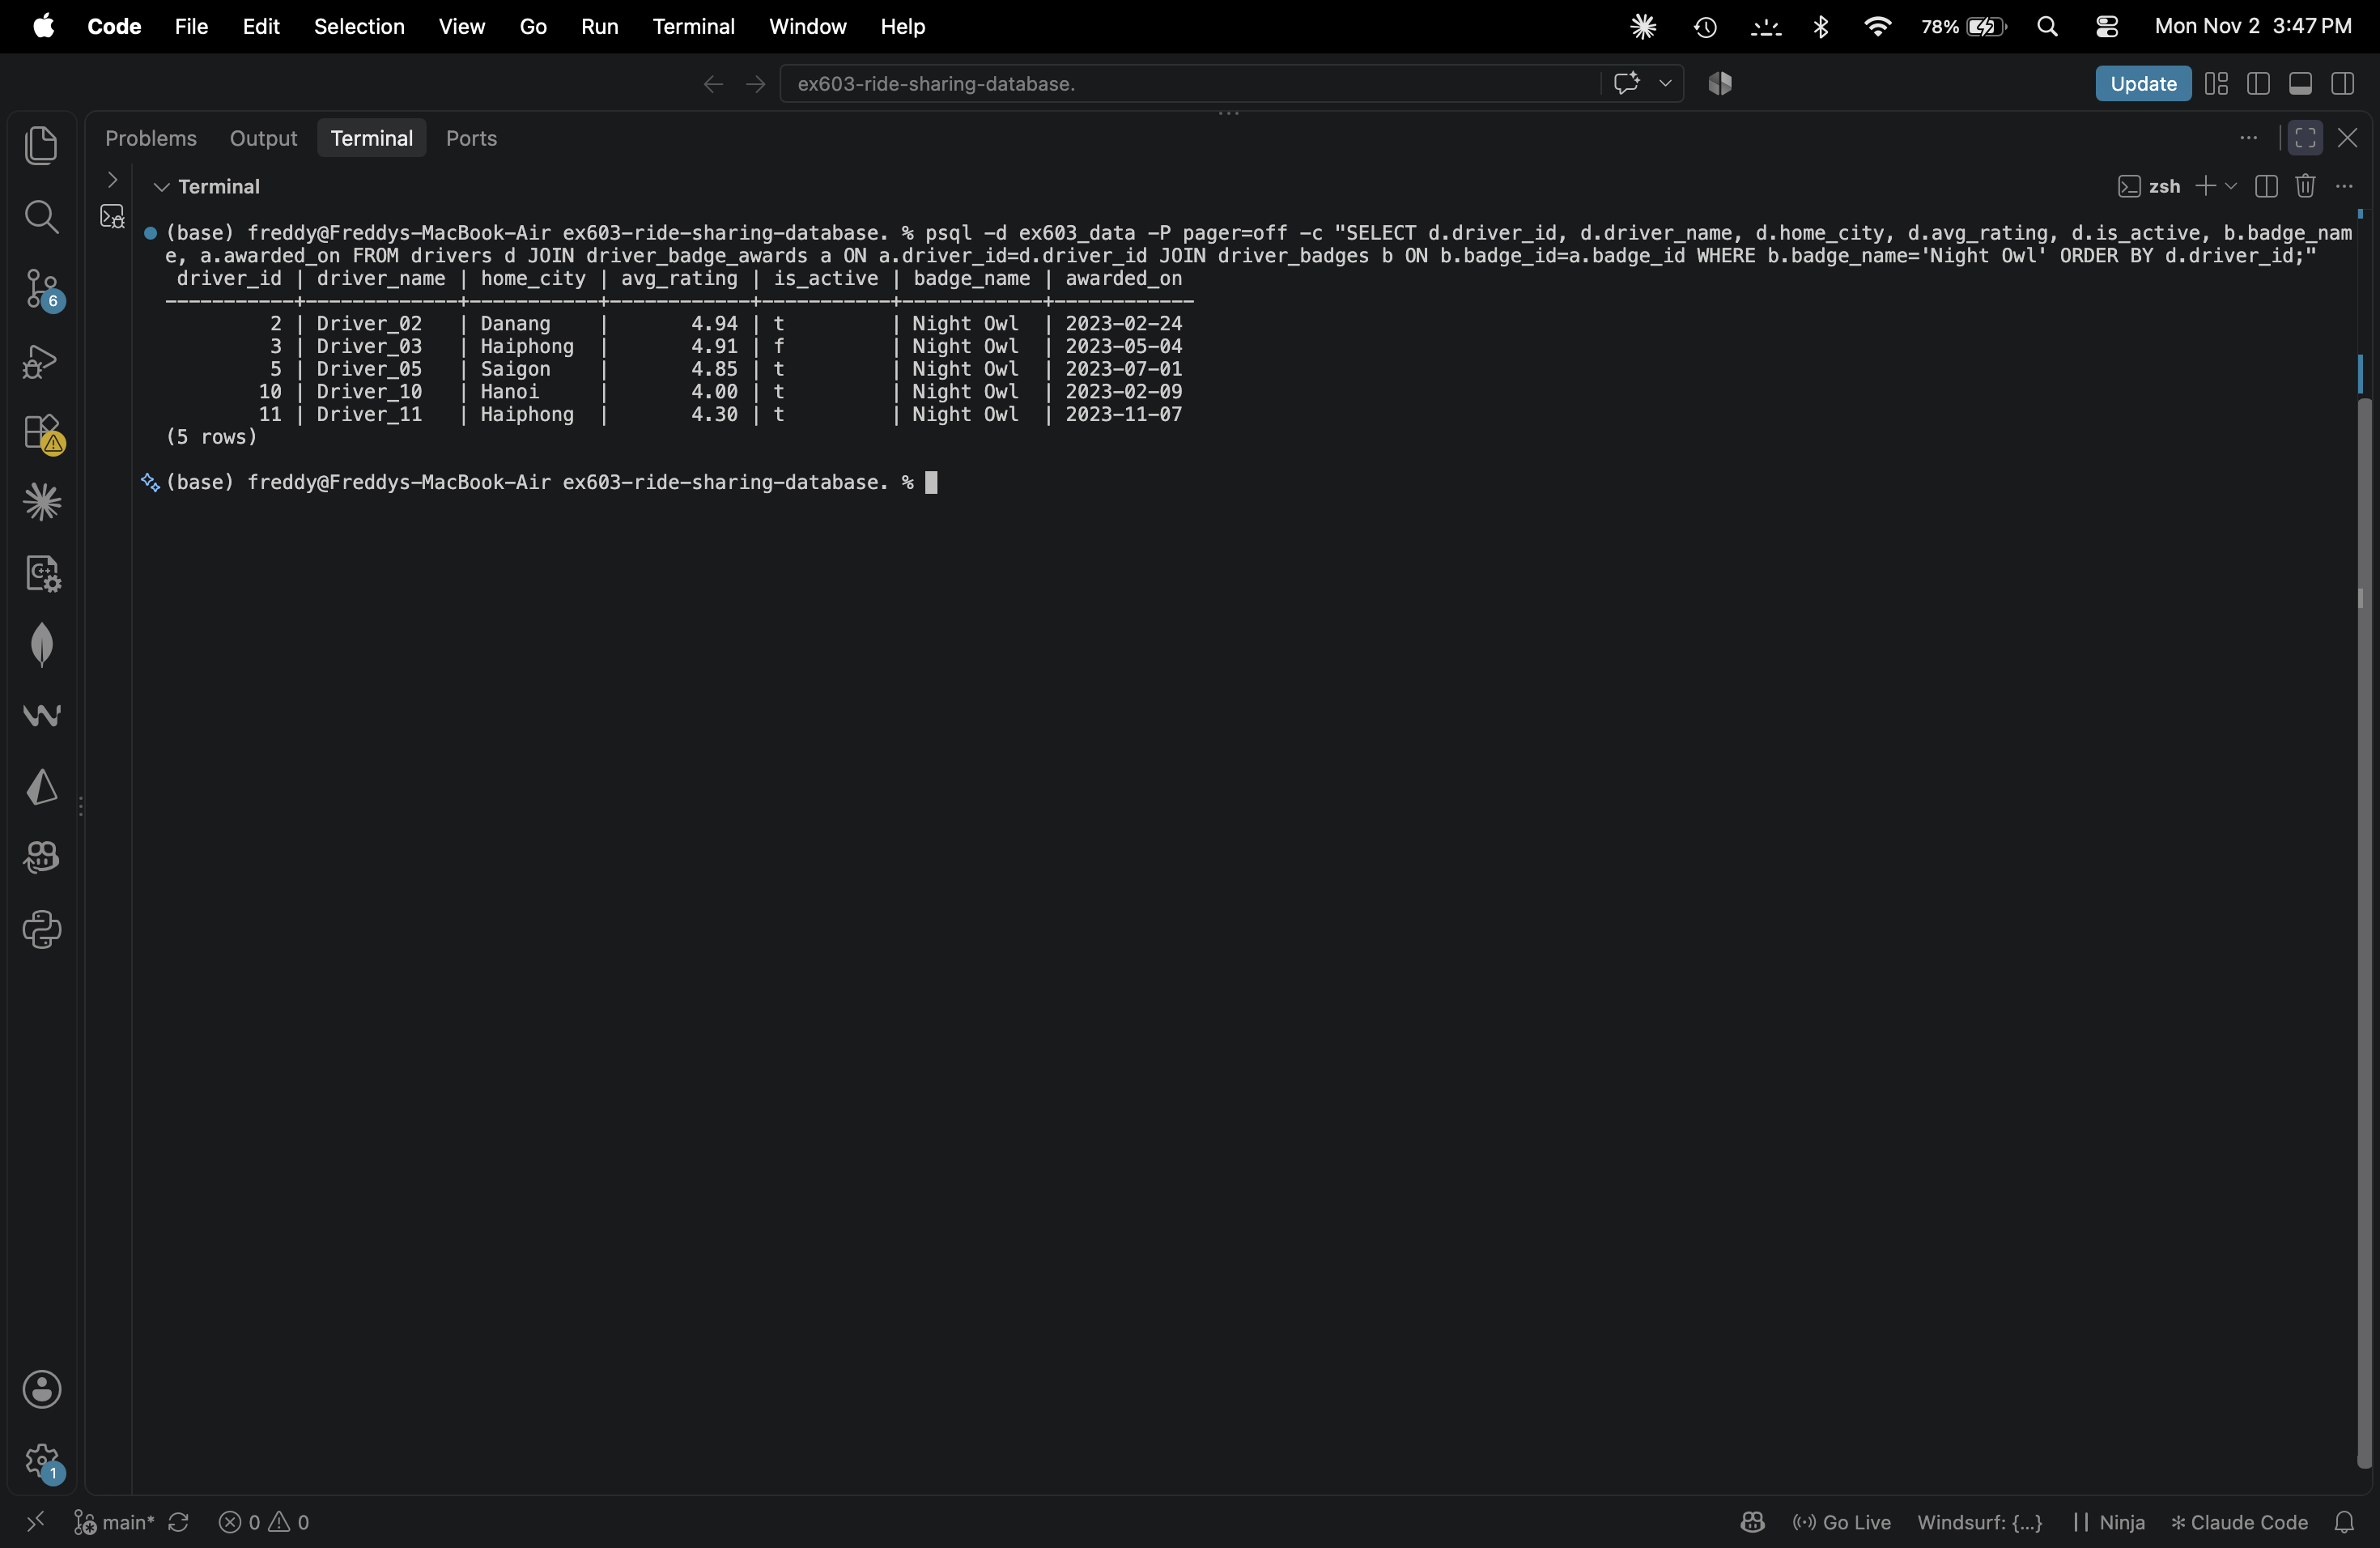 Code File Edit Selection View Go Run Terminal Window Help 78% Mon Nov 2 3:47 PM
ex603-ride-sharing-database. Update
Problems Output Terminal Ports
Terminal zsh
(base) freddy@Freddys-MacBook-Air ex603-ride-sharing-database. % psql -d ex603_data -P pager=off -c "SELECT d.driver_id, d.driver_name, d.home_city, d.avg_rating, d.is_active, b.badge_nam
e, a.awarded_on FROM drivers d JOIN driver_badge_awards a ON a.driver_id=d.driver_id JOIN driver_badges b ON b.badge_id=a.badge_id WHERE b.badge_name='Night Owl' ORDER BY d.driver_id;"
driver_id | driver_name | home_city | avg_rating | is_active | badge_name | awarded_on
-----------+-------------+-----------+------------+-----------+------------+------------
2 | Driver_02 | Danang | 4.94 | t | Night Owl | 2023-02-24
3 | Driver_03 | Haiphong | 4.91 | f | Night Owl | 2023-05-04
5 | Driver_05 | Saigon | 4.85 | t | Night Owl | 2023-07-01
10 | Driver_10 | Hanoi | 4.00 | t | Night Owl | 2023-02-09
11 | Driver_11 | Haiphong | 4.30 | t | Night Owl | 2023-11-07
(5 rows)
(base) freddy@Freddys-MacBook-Air ex603-ride-sharing-database. %
6
C++
1
main* 0 0 Go Live Windsurf: {...} Ninja Claude Code